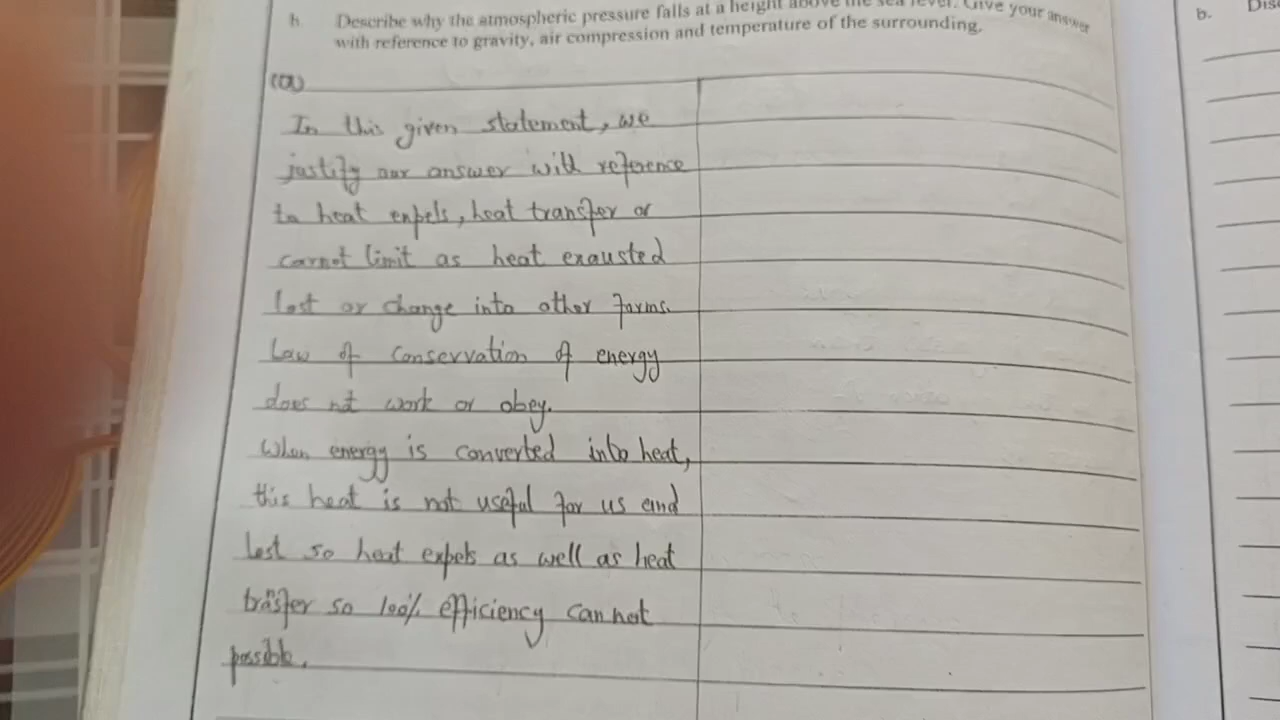 h. Describe why the atmospheric pressure falls at a height above the sea level. Give your answer
with reference to gravity, air compression and temperature of the surrounding.
(a)
In this given statement, we
justify our answer with reference
to heat enpels, heat transfer or
carnot limit as heat exausted
lost or change into other forms.
Law of conservation of energy
does not work or obey.
When energy is converted into heat,
this heat is not useful for us and
lost so heat expels as well as heat
transfer so 100% efficiency can not
possible.
b.